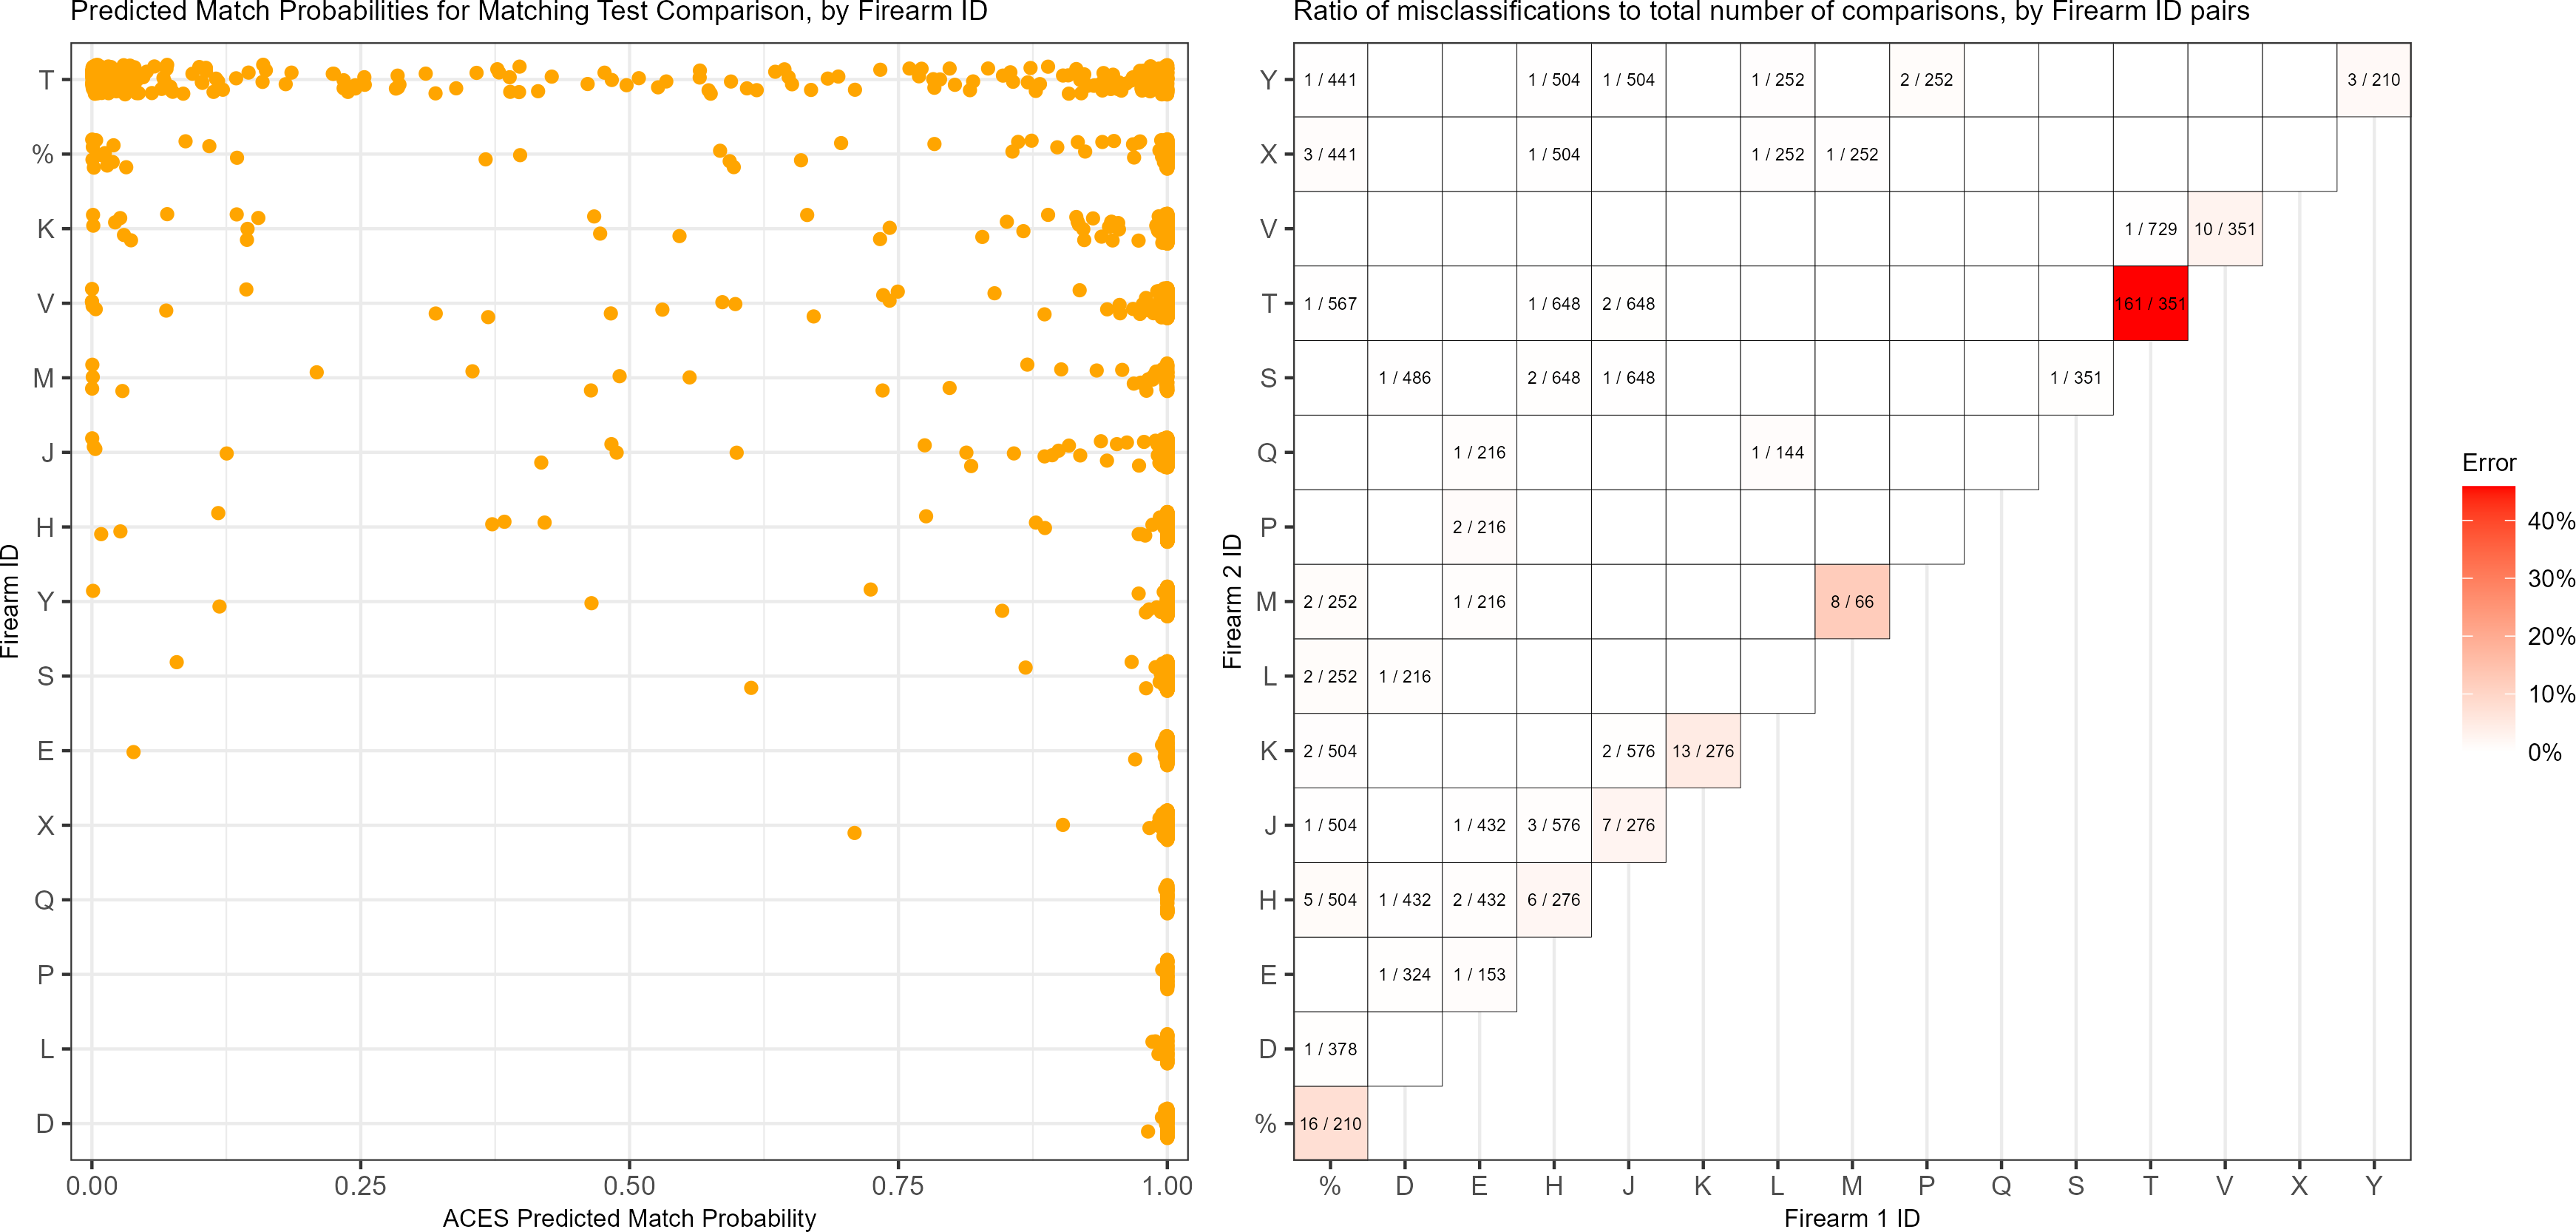 Predicted Match Probabilities for Matching Test Comparison, by Firearm ID
Firearm ID
T
%
K
V
M
J
H
Y
S
E
X
Q
P
L
D
0.00 0.25 0.50 0.75 1.00
ACES Predicted Match Probability
Ratio of misclassifications to total number of comparisons, by Firearm ID pairs
Firearm 2 ID
Y 1 / 441 1 / 504 1 / 504 1 / 252 2 / 252 3 / 210
X 3 / 441 1 / 504 1 / 252 1 / 252
V 1 / 729 10 / 351
T 1 / 567 1 / 648 2 / 648 161 / 351
S 1 / 486 2 / 648 1 / 648 1 / 351
Q 1 / 216 1 / 144
P 2 / 216
M 2 / 252 1 / 216 8 / 66
L 2 / 252 1 / 216
K 2 / 504 2 / 576 13 / 276
J 1 / 504 1 / 432 3 / 576 7 / 276
H 5 / 504 1 / 432 2 / 432 6 / 276
E 1 / 324 1 / 153
D 1 / 378
% 16 / 210
% D E H J K L M P Q S T V X Y
Firearm 1 ID
Error
40%
30%
20%
10%
0%